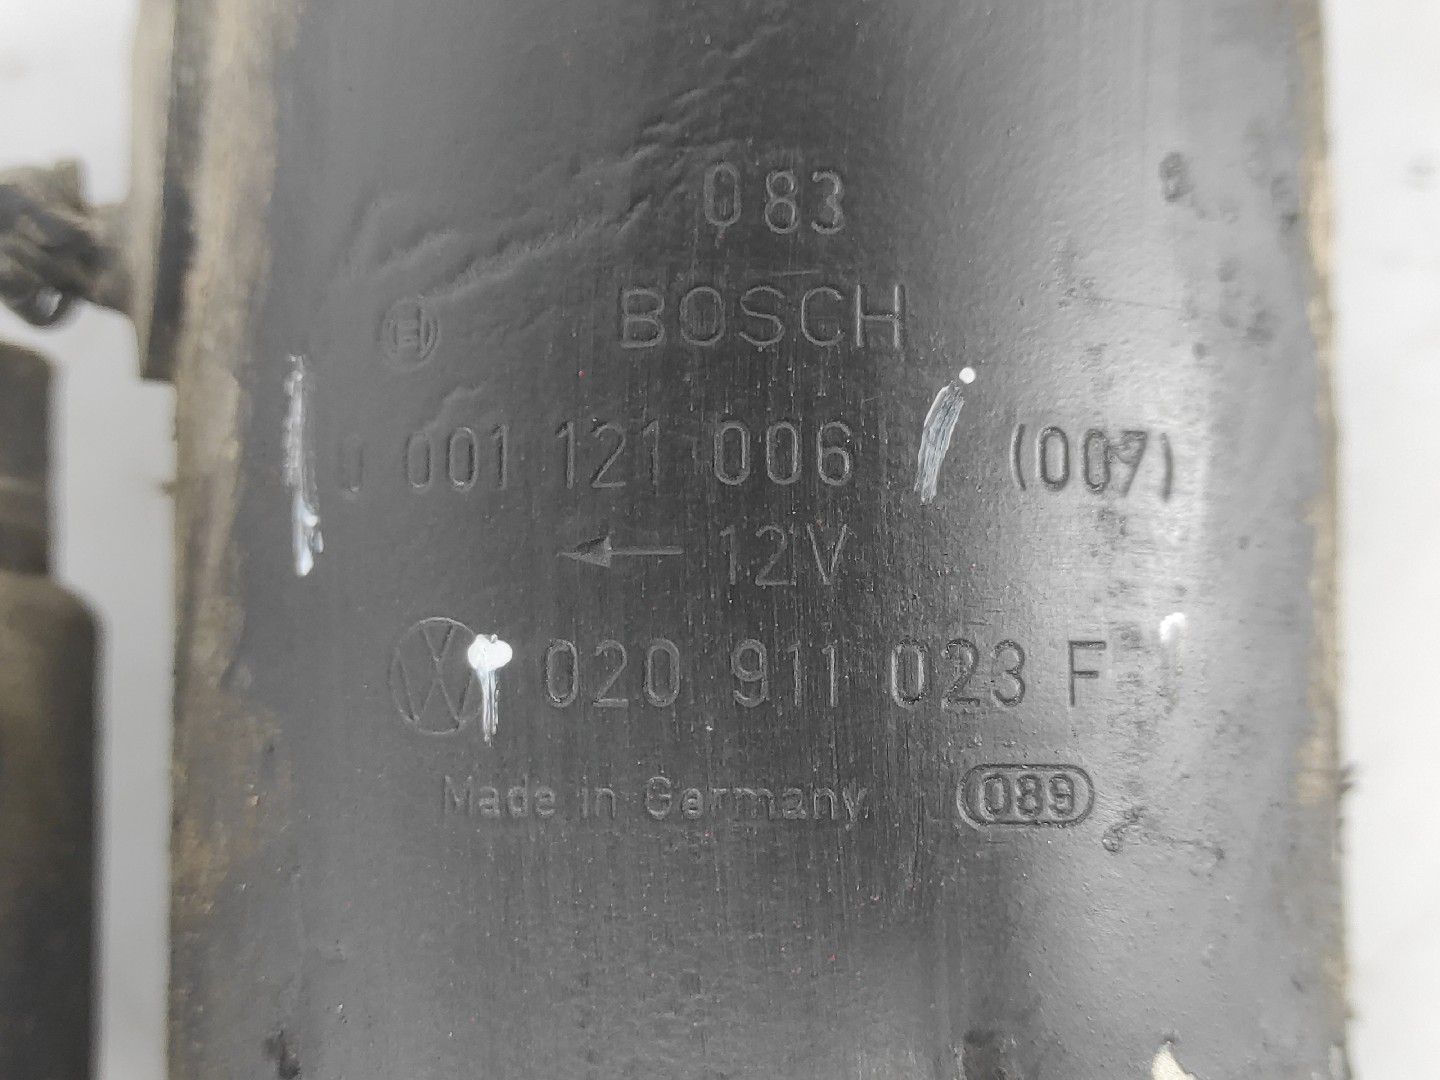 083
BOSCH
0 001 121 006 (007)
12V
020 911 023 F
Made in Germany 089